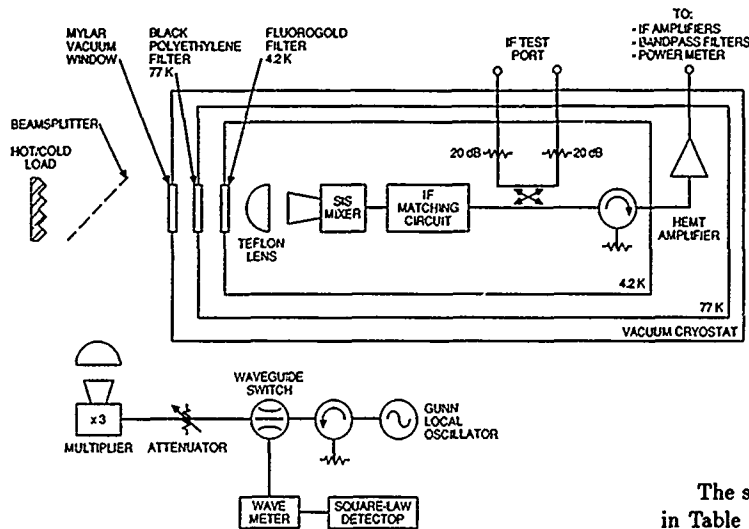 TO:
- IF AMPLIFIERS
- BANDPASS FILTERS
- POWER METER
MYLAR
VACUUM
WINDOW
BLACK
POLYETHYLENE
FILTER
77 K
FLUOROGOLD
FILTER
4.2 K
IF TEST
PORT
BEAMSPLITTER
HOT/COLD
LOAD
20 dB
20 dB
SIS
MIXER
IF
MATCHING
CIRCUIT
TEFLON
LENS
HEMT
AMPLIFIER
4.2 K
77 K
VACUUM CRYOSTAT
WAVEGUIDE
SWITCH
x3
MULTIPLIER
ATTENUATOR
GUNN
LOCAL
OSCILLATOR
WAVE
METER
SQUARE-LAW
DETECTOR
The s
in Table